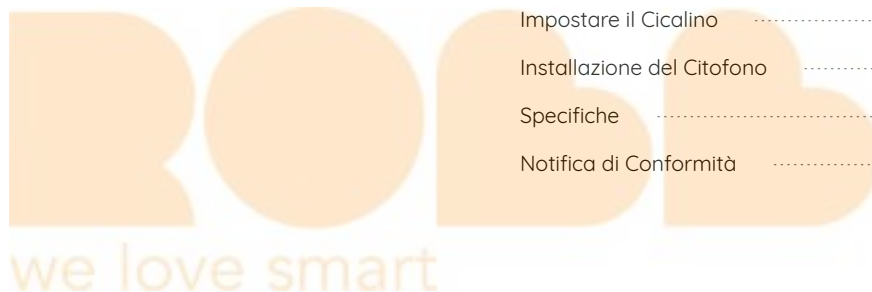 Impostare il Cicalino
Installazione del Citofono
Specifiche
Notifica di Conformità
ROBB
we love smart